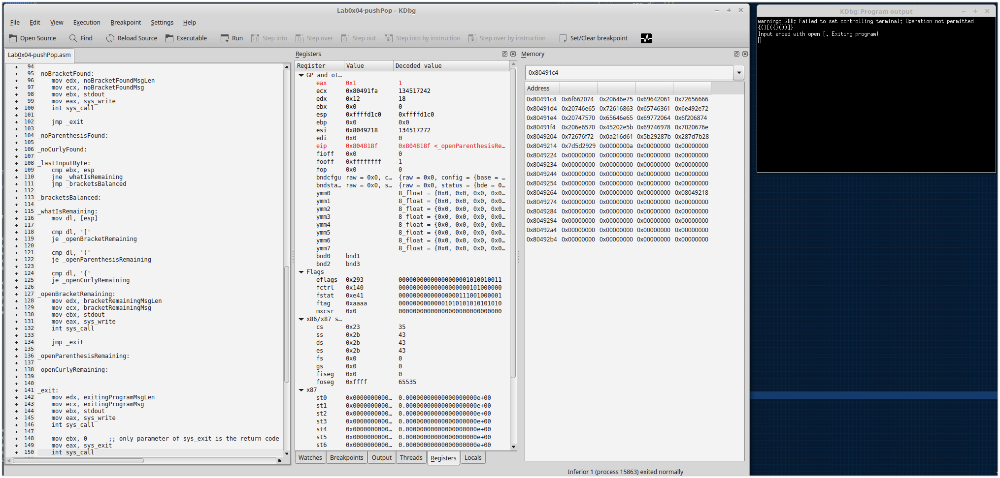 Lab0x04-pushPop – KDbg
File Edit View Execution Breakpoint Settings Help
Open Source Find Reload Source Executable Run Step into Step over Step out Step into by instruction Step over by instruction Set/Clear breakpoint
Lab0x04-pushPop.asm
+ 94
+ 95 _noBracketFound:
+ 96 mov edx, noBracketFoundMsgLen
+ 97 mov ecx, noBracketFoundMsg
+ 98 mov ebx, stdout
+ 99 mov eax, sys_write
+ 100 int sys_call
+ 101
+ 102 jmp _exit
+ 103
+ 104 _noParenthesisFound:
+ 105
+ 106 _noCurlyFound:
+ 107
+ 108 _lastInputByte:
+ 109 cmp ebx, esp
+ 110 jne _whatIsRemaining
+ 111 jmp _bracketsBalanced
+ 112
+ 113 _bracketsBalanced:
+ 114
+ 115 _whatIsRemaining:
+ 116 mov dl, [esp]
+ 117
+ 118 cmp dl, '['
+ 119 je _openBracketRemaining
+ 120
+ 121 cmp dl, '('
+ 122 je _openParenthesisRemaining
+ 123
+ 124 cmp dl, '{'
+ 125 je _openCurlyRemaining
+ 126
+ 127 _openBracketRemaining:
+ 128 mov edx, bracketRemainingMsgLen
+ 129 mov ecx, bracketRemainingMsg
+ 130 mov ebx, stdout
+ 131 mov eax, sys_write
+ 132 int sys_call
+ 133
+ 134 jmp _exit
+ 135
+ 136 _openParenthesisRemaining:
+ 137
+ 138 _openCurlyRemaining:
+ 139
+ 140
+ 141 _exit:
+ 142 mov edx, exitingProgramMsgLen
+ 143 mov ecx, exitingProgramMsg
+ 144 mov ebx, stdout
+ 145 mov eax, sys_write
+ 146 int sys_call
+ 147
+ 148 mov ebx, 0 ;; only parameter of sys_exit is the return code
+ 149 mov eax, sys_exit
+ 150 int sys_call
Registers
Register Value Decoded value
GP and ot…
eax 0x1 1
ecx 0x80491fa 134517242
edx 0x12 18
ebx 0x0 0
esp 0xffffd1c0 0xffffd1c0
ebp 0x0 0x0
esi 0x8049218 134517272
edi 0x0 0
eip 0x804818f 0x804818f <_openParenthesisRe…
fioff 0x0 0
fooff 0xffffffff -1
fop 0x0 0
bndcfgu raw = 0x0, c… {raw = 0x0, config = {base = …
bndsta… raw = 0x0, s… {raw = 0x0, status = {bde = 0…
ymm0 8_float = {0x0, 0x0, 0x0, 0x0…
ymm1 8_float = {0x0, 0x0, 0x0, 0x0…
ymm2 8_float = {0x0, 0x0, 0x0, 0x0…
ymm3 8_float = {0x0, 0x0, 0x0, 0x0…
ymm4 8_float = {0x0, 0x0, 0x0, 0x0…
ymm5 8_float = {0x0, 0x0, 0x0, 0x0…
ymm6 8_float = {0x0, 0x0, 0x0, 0x0…
ymm7 8_float = {0x0, 0x0, 0x0, 0x0…
bnd0 bnd1
bnd2 bnd3
Flags
eflags 0x293 00000000000000000001010010011
fctrl 0x140 00000000000000000000101000000
fstat 0xe41 00000000000000000111001000001
ftag 0xaaaa 00000000000001010101010101010
mxcsr 0x0 00000000000000000000000000000
x86/x87 s…
cs 0x23 35
ss 0x2b 43
ds 0x2b 43
es 0x2b 43
fs 0x0 0
gs 0x0 0
fiseg 0x0 0
foseg 0xffff 65535
x87
st0 0x0000000000… 0.00000000000000000000e+00
st1 0x0000000000… 0.00000000000000000000e+00
st2 0x0000000000… 0.00000000000000000000e+00
st3 0x0000000000… 0.00000000000000000000e+00
st4 0x0000000000… 0.00000000000000000000e+00
st5 0x0000000000… 0.00000000000000000000e+00
st6 0x0000000000… 0.00000000000000000000e+00
Watches Breakpoints Output Threads Registers Locals
Memory
0x80491c4
Address
0x80491c4 0x6f662074 0x20646e75 0x69642061 0x72656666
0x80491d4 0x20746e65 0x72616863 0x65746361 0x6e492e72
0x80491e4 0x20747570 0x65646e65 0x69772064 0x6f206874
0x80491f4 0x206e6570 0x45202e5b 0x69746978 0x7020676e
0x8049204 0x72676f72 0x0a216d61 0x5b29287b 0x287d7b28
0x8049214 0x7d5d2929 0x0000000a 0x00000000 0x00000000
0x8049224 0x00000000 0x00000000 0x00000000 0x00000000
0x8049234 0x00000000 0x00000000 0x00000000 0x00000000
0x8049244 0x00000000 0x00000000 0x00000000 0x00000000
0x8049254 0x00000000 0x00000000 0x00000000 0x00000000
0x8049264 0x00000000 0x00000000 0x00000000 0x08049218
0x8049274 0x00000000 0x00000000 0x00000000 0x00000000
0x8049284 0x00000000 0x00000000 0x00000000 0x00000000
0x8049294 0x00000000 0x00000000 0x00000000 0x00000000
0x80492a4 0x00000000 0x00000000 0x00000000 0x00000000
0x80492b4 0x00000000 0x00000000 0x00000000 0x00000000
Inferior 1 (process 15863) exited normally
KDbg: Program output
warning: GDB: Failed to set controlling terminal: Operation not permitted
{()[({}())]}
Input ended with open [. Exiting program!